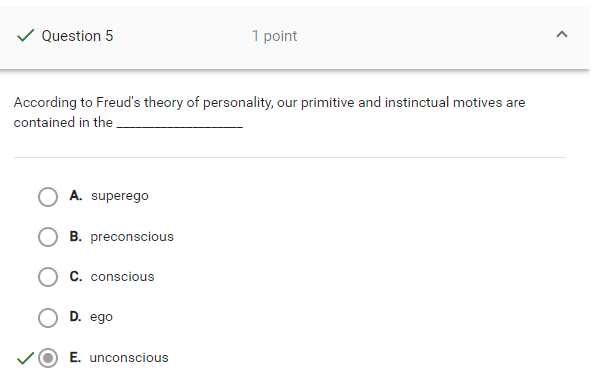 Question 5 1 point
According to Freud's theory of personality, our primitive and instinctual motives are
contained in the ____________________
A. superego
B. preconscious
C. conscious
D. ego
E. unconscious